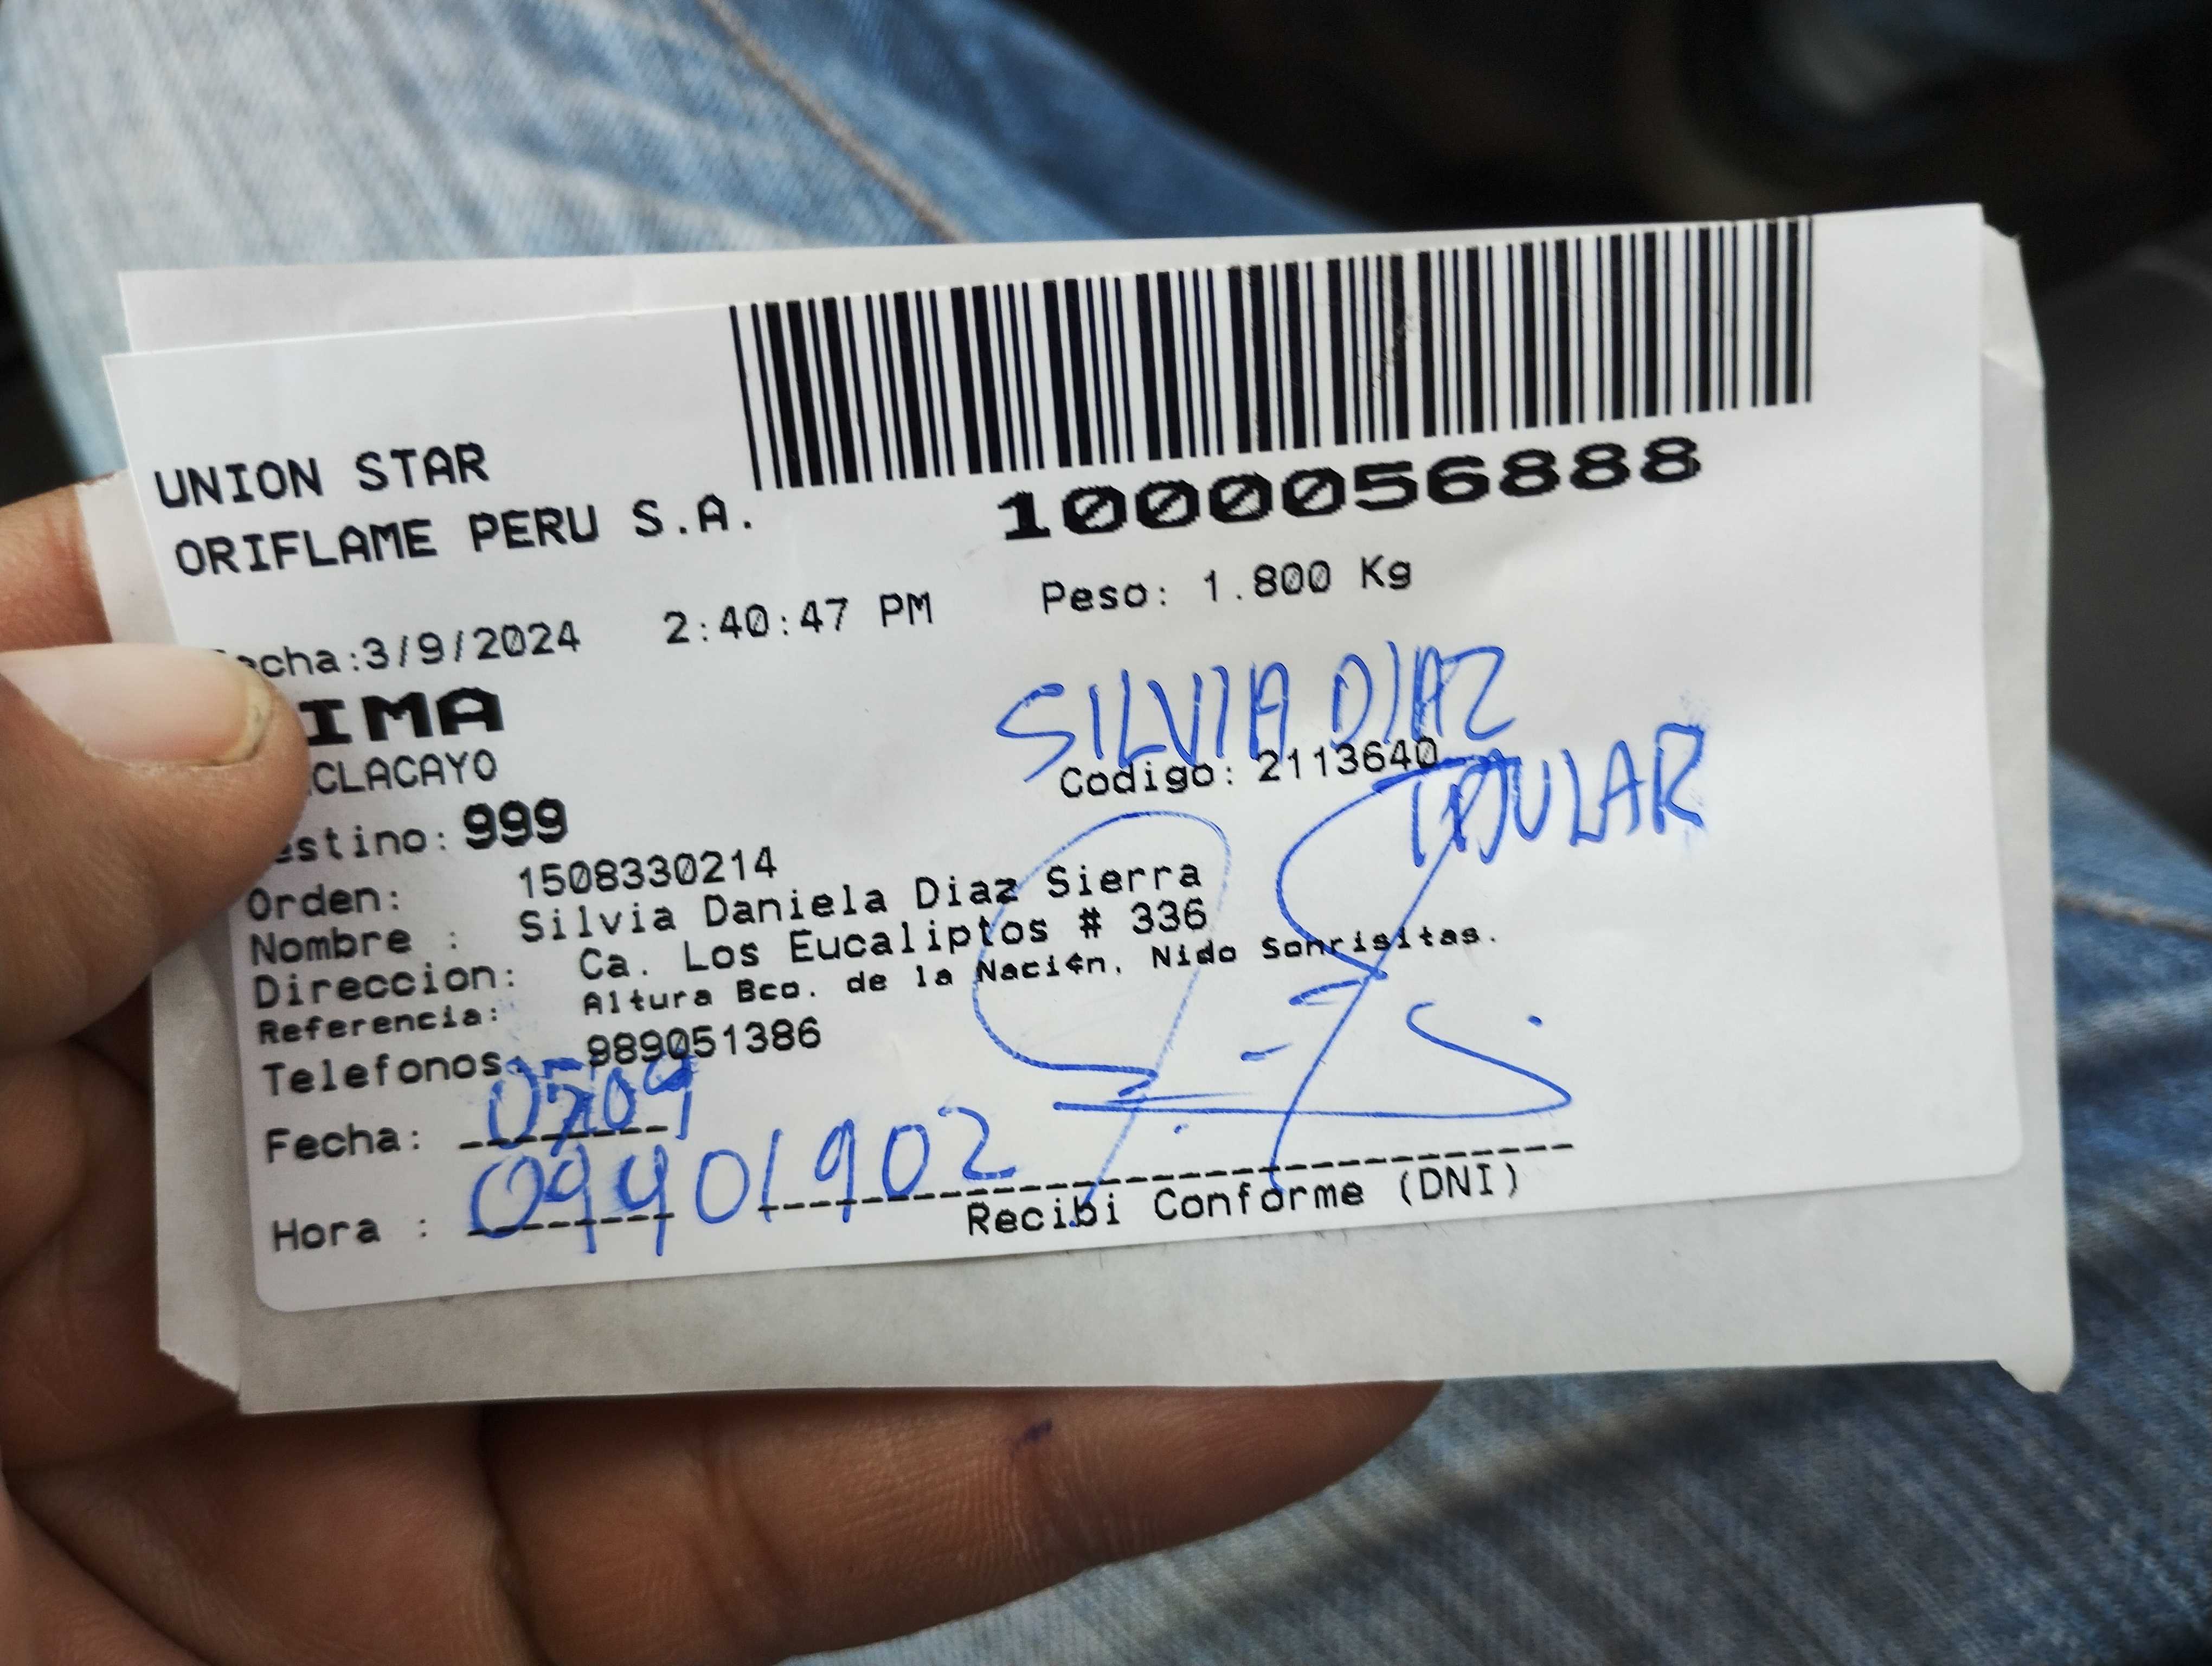 UNION STAR
ORIFLAME PERU S.A.
1000056888
echa:3/9/2024 2:40:47 PM Peso: 1.800 Kg
IMA
CLACAYO
SILVIA DIAZ
Codigo: 2113640
estino: 999
Orden: 1508330214
Nombre : Silvia Daniela Diaz Sierra
Direccion: Ca. Los Eucaliptos # 336
Referencia: Altura Bco. de la Naci¢n, Nido Sonrisitas.
Telefonos: 989051386
Fecha: 05/09
Hora : 09401902
Recibi Conforme (DNI)